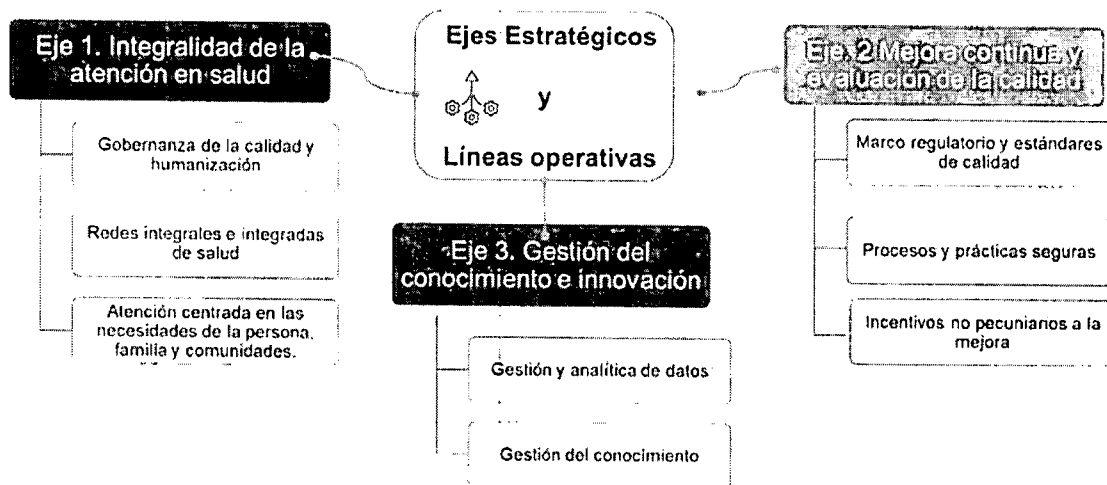 Ejes Estratégicos
y
Líneas operativas
Eje 1. Integralidad de la
atención en salud
Gobernanza de la calidad y
humanización
Redes integrales e integradas
de salud
Atención centrada en las
necesidades de la persona,
familia y comunidades.
Eje. 2 Mejora continua y
evaluación de la calidad
Marco regulatorio y estándares
de calidad
Procesos y prácticas seguras
Incentivos no pecuniarios a la
mejora
Eje 3. Gestión del
conocimiento e innovación
Gestión y analítica de datos
Gestión del conocimiento